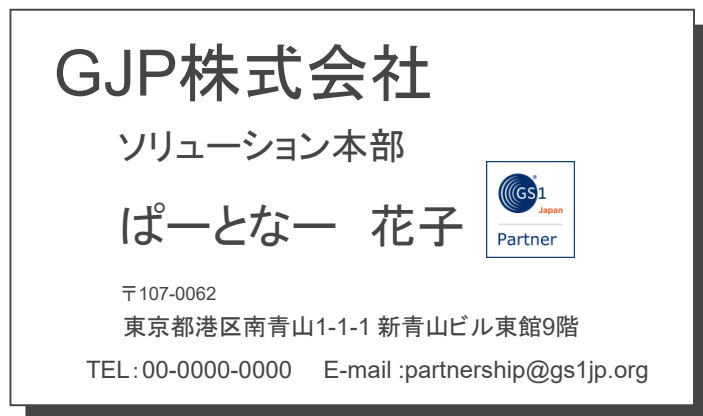 GJP株式会社
ソリューション本部
ぱーとなー 花子
GS1
Japan
Partner
〒107-0062
東京都港区南青山1-1-1 新青山ビル東館9階
TEL:00-0000-0000 E-mail :partnership@gs1jp.org